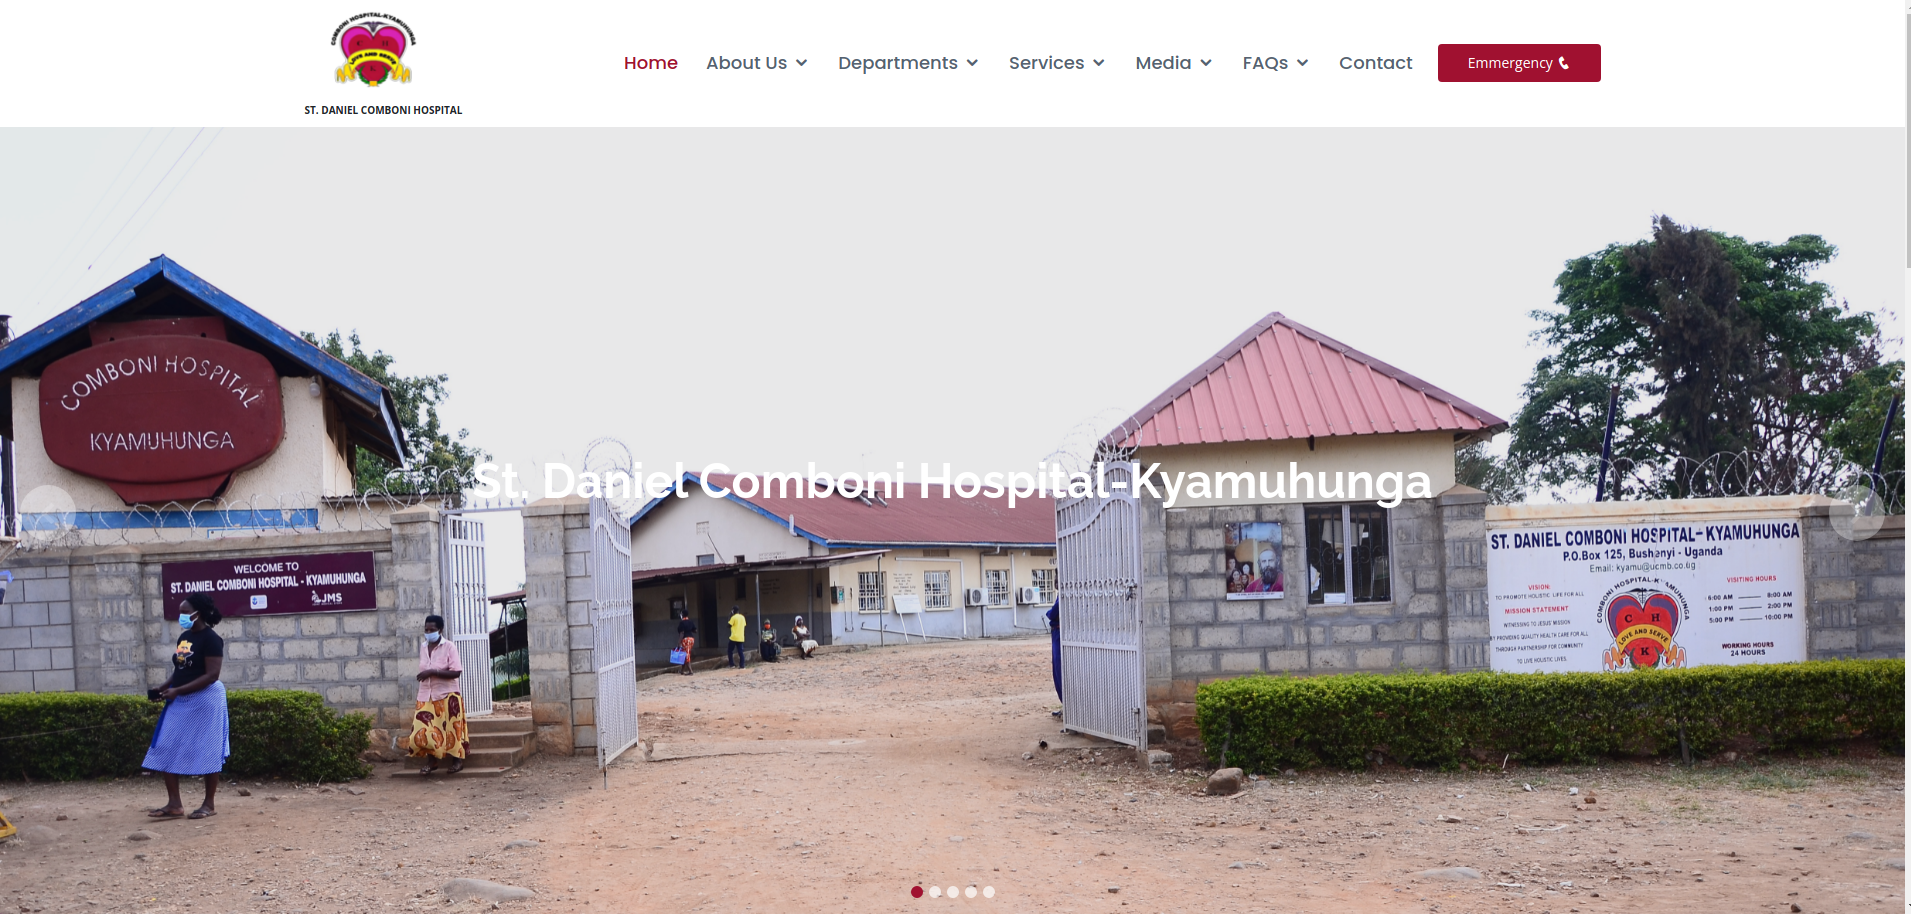 COMBONI HOSPITAL-KYAMUHUNGA
C H
LOVE AND SERVE
K
ST. DANIEL COMBONI HOSPITAL
Home
About Us
Departments
Services
Media
FAQs
Contact
Emmergency
COMBONI HOSPITAL
KYAMUHUNGA
St. Daniel Comboni Hospital-Kyamuhunga
WELCOME TO
ST. DANIEL COMBONI HOSPITAL - KYAMUHUNGA
JMS
ST. DANIEL COMBONI HOSPITAL-KYAMUHUNGA
P.O.Box 125, Bushenyi - Uganda
Email: kyamu@ucmb.co.ug
VISION:
TO PROMOTE HOLISTIC LIFE FOR ALL
MISSION STATEMENT
WITNESSING TO JESUS' MISSION
BY PROVIDING QUALITY HEALTH CARE FOR ALL
THROUGH PARTNERSHIP FOR COMMUNITY
TO LIVE HOLISTIC LIVES.
COMBONI HOSPITAL-KYAMUHUNGA
C H
LOVE AND SERVE
K
VISITING HOURS
6:00 AM 8:00 AM
1:00 PM 2:00 PM
5:00 PM 10:00 PM
WORKING HOURS
24 HOURS